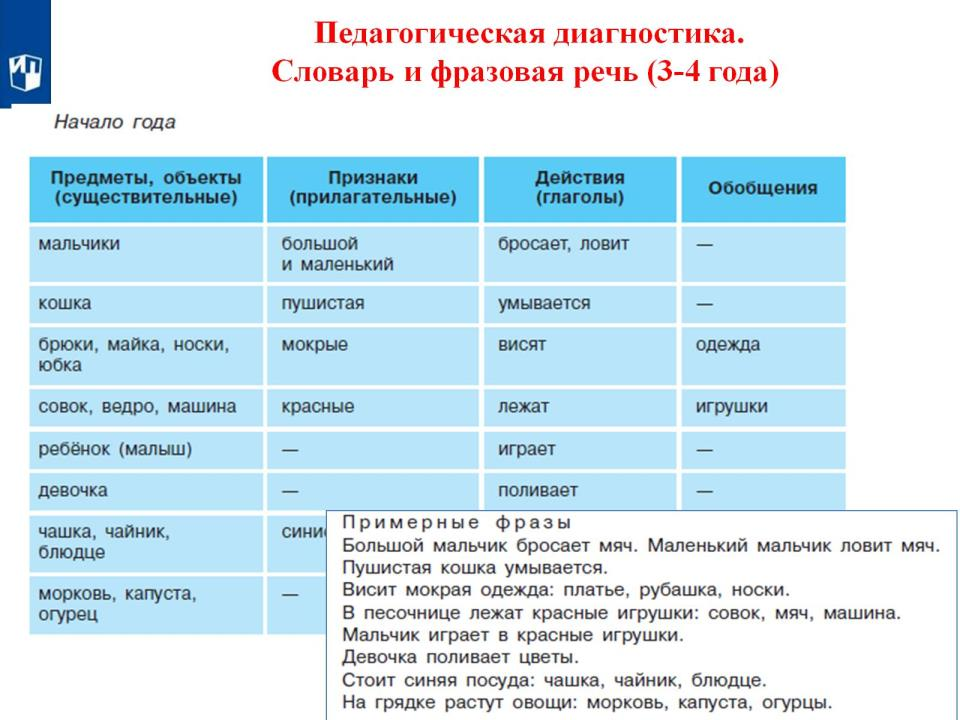 Педагогическая диагностика.
Словарь и фразовая речь (3-4 года)
Начало года
Предметы, объекты (существительные) Признаки (прилагательные) Действия (глаголы) Обобщения
мальчики большой и маленький бросает, ловит —
кошка пушистая умывается —
брюки, майка, носки, юбка мокрые висят одежда
совок, ведро, машина красные лежат игрушки
ребёнок (малыш) — играет —
девочка — поливает —
чашка, чайник, блюдце
морковь, капуста, огурец —
Примерные фразы
Большой мальчик бросает мяч. Маленький мальчик ловит мяч.
Пушистая кошка умывается.
Висит мокрая одежда: платье, рубашка, носки.
В песочнице лежат красные игрушки: совок, мяч, машина.
Мальчик играет в красные игрушки.
Девочка поливает цветы.
Стоит синяя посуда: чашка, чайник, блюдце.
На грядке растут овощи: морковь, капуста, огурцы.